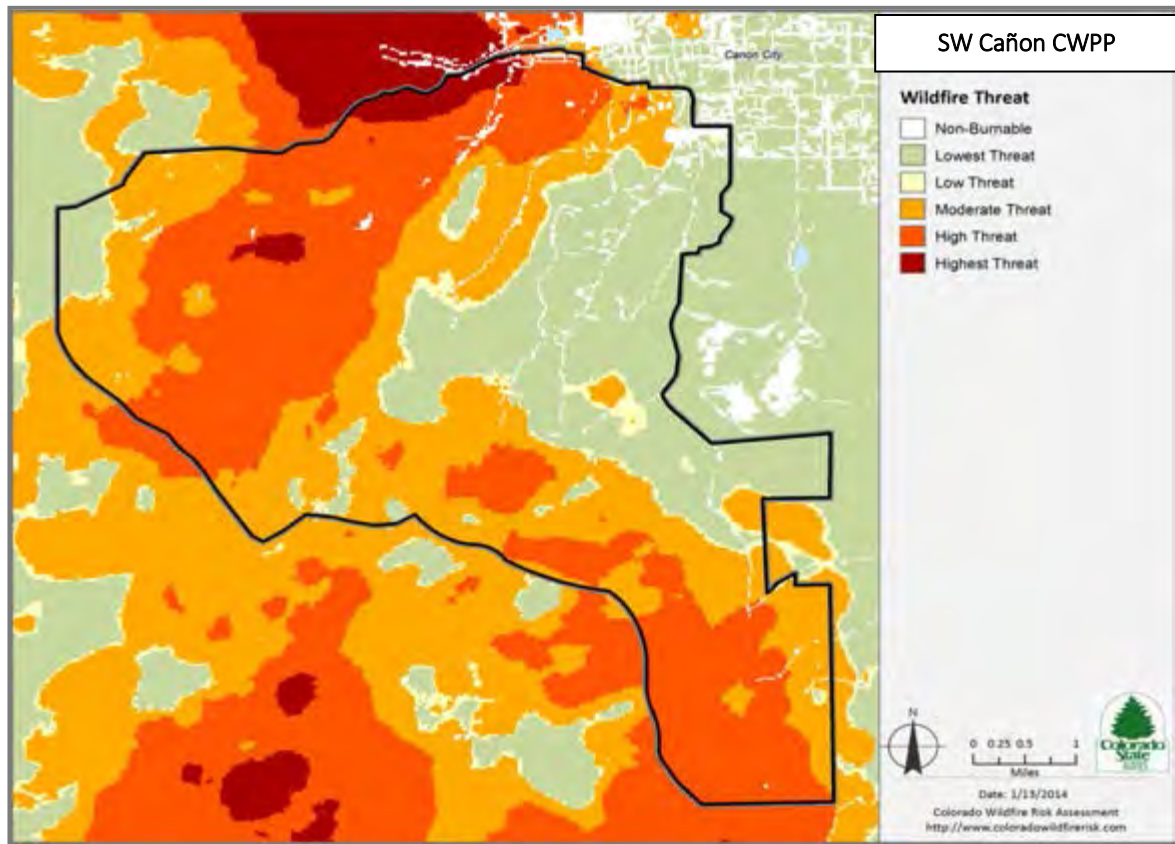 SW Cañon CWPP
Canon City
Wildfire Threat
Non-Burnable
Lowest Threat
Low Threat
Moderate Threat
High Threat
Highest Threat
N
0 0.25 0.5 1
Miles
Colorado
State
Date: 1/13/2014
Colorado Wildfire Risk Assessment
http://www.coloradowildfirerisk.com